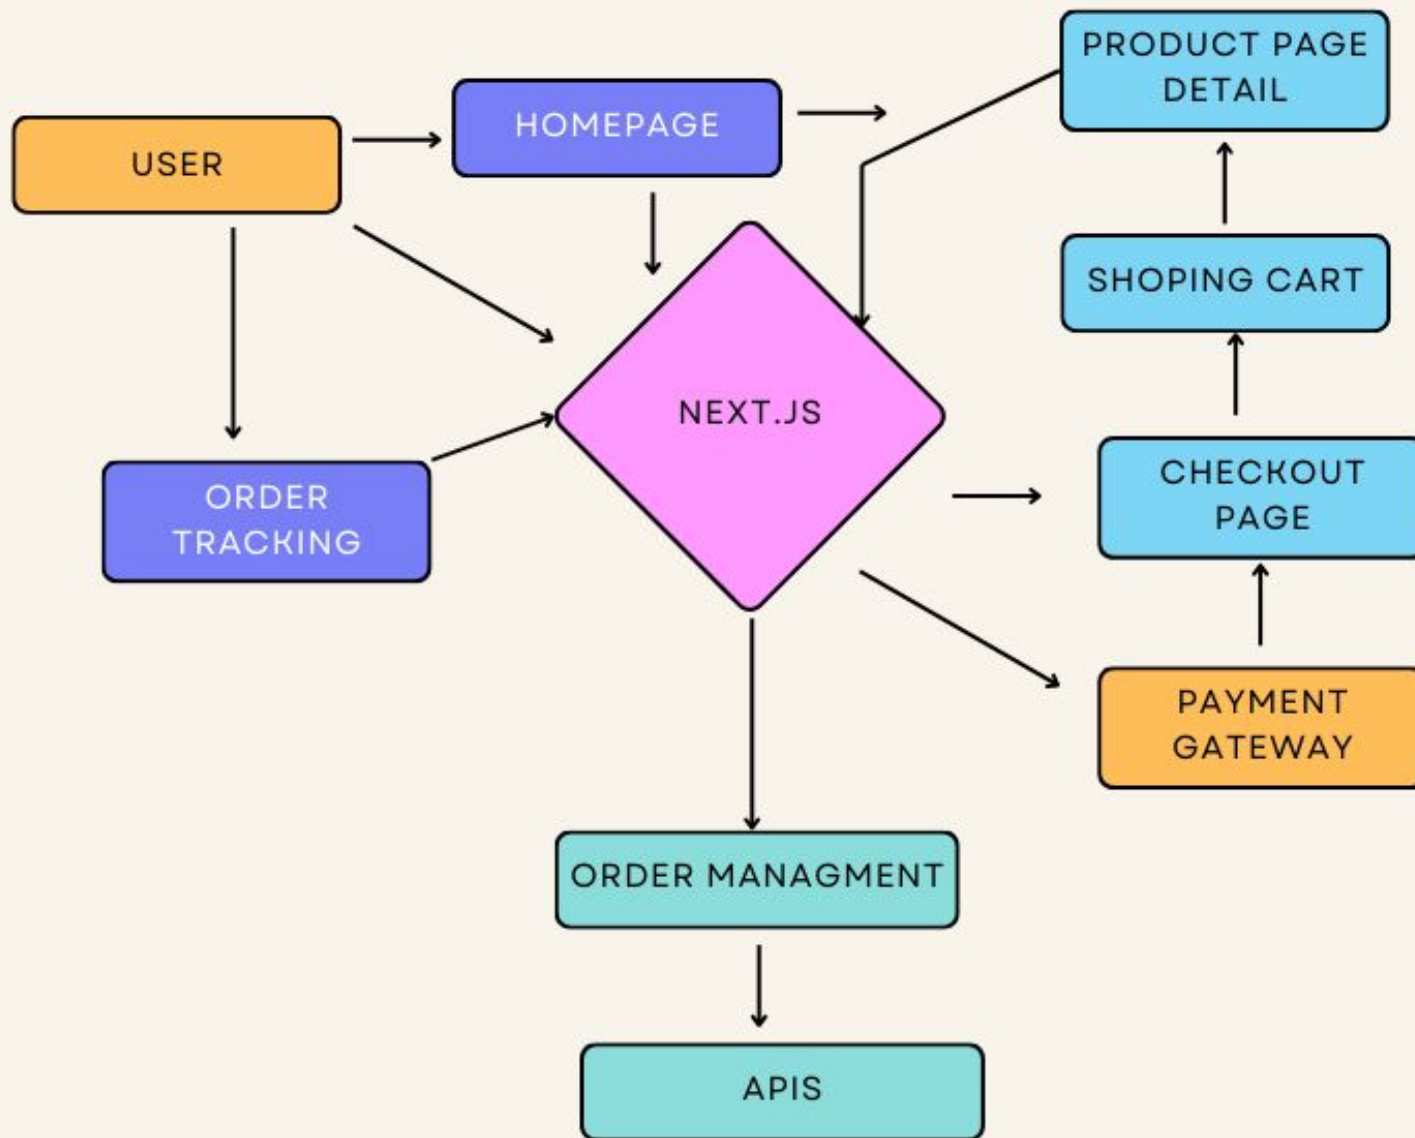 PRODUCT PAGE
DETAIL
HOMEPAGE
USER
SHOPING CART
NEXT.JS
ORDER
TRACKING
CHECKOUT
PAGE
PAYMENT
GATEWAY
ORDER MANAGMENT
APIS